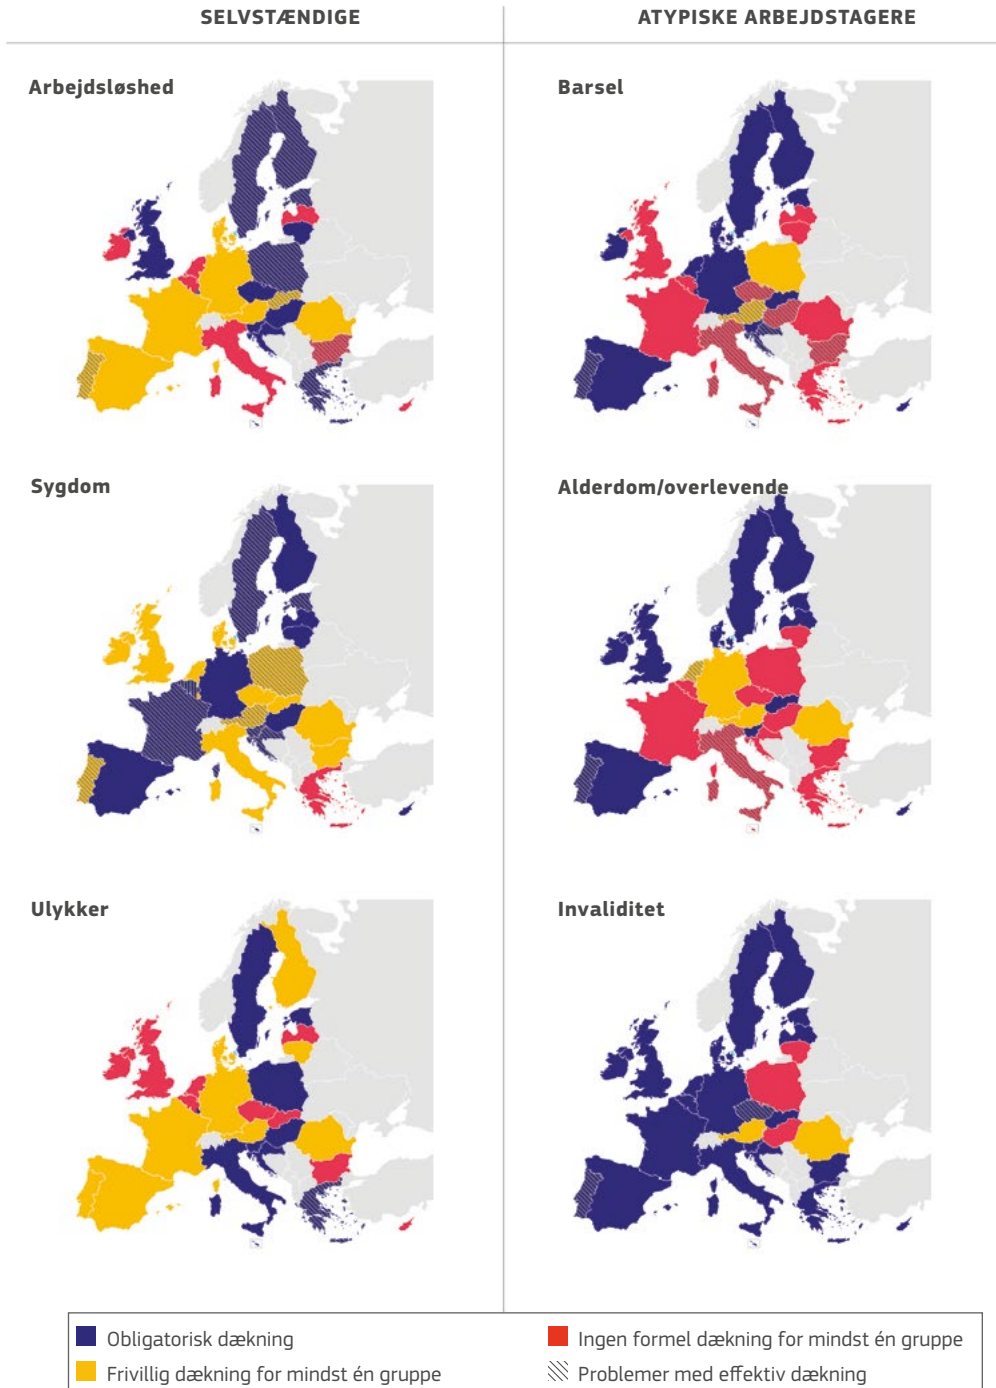 SELVSTÆNDIGE
ATYPISKE ARBEJDSTAGERE
Arbejdsløshed
Barsel
Sygdom
Alderdom/overlevende
Ulykker
Invaliditet
Obligatorisk dækning
Ingen formel dækning for mindst én gruppe
Frivillig dækning for mindst én gruppe
Problemer med effektiv dækning